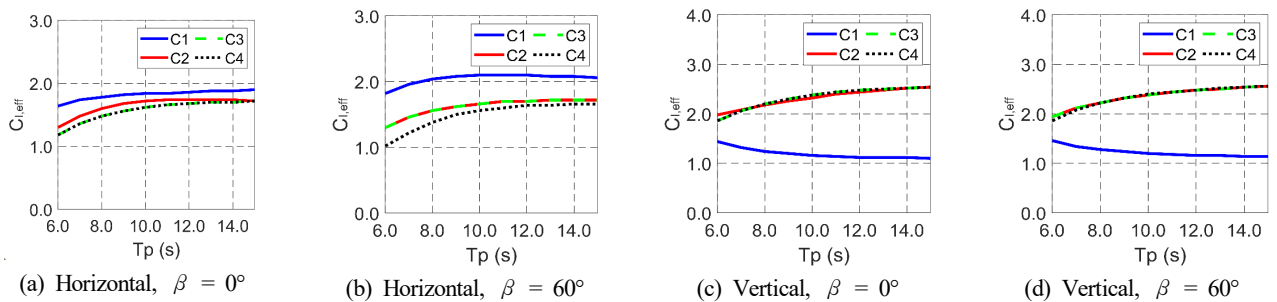 3.0
2.0
1.0
0.0
C1
C3
C2
C4
C_{I,eff}
6.0 8.0 10.0 12.0 14.0
Tp (s)
(a) Horizontal, β = 0°
3.0
2.0
1.0
0.0
C1
C3
C2
C4
C_{I,eff}
6.0 8.0 10.0 12.0 14.0
Tp (s)
(b) Horizontal, β = 60°
4.0
3.0
2.0
1.0
0.0
C1
C3
C2
C4
C_{I,eff}
6.0 8.0 10.0 12.0 14.0
Tp (s)
(c) Vertical, β = 0°
4.0
3.0
2.0
1.0
0.0
C1
C3
C2
C4
C_{I,eff}
6.0 8.0 10.0 12.0 14.0
Tp (s)
(d) Vertical, β = 60°